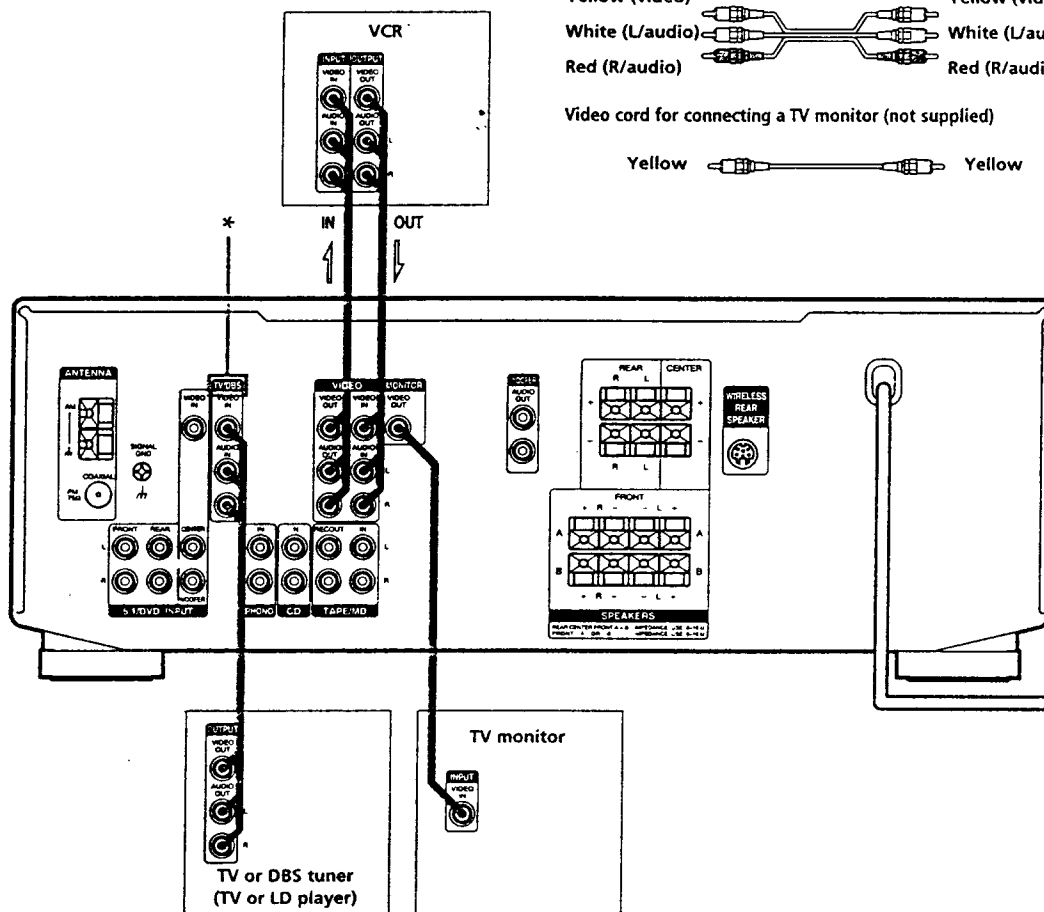 Yellow (video)
Yellow (vid
White (L/audio)
White (L/au
Red (R/audio)
Red (R/audi
Video cord for connecting a TV monitor (not supplied)
Yellow
Yellow
VCR
INPUT
OUTPUT
VIDEO IN
VIDEO OUT
AUDIO IN
AUDIO OUT
L
R
*
IN
OUT
ANTENNA
AM
COAXIAL
FM 75Ω
SIGNAL GND
VIDEO IN
TV/DBS
VIDEO IN
AUDIO IN
VIDEO
VIDEO OUT
VIDEO IN
AUDIO OUT
AUDIO IN
L
R
MONITOR
VIDEO OUT
AUDIO OUT
REAR
CENTER
R L
+ +
– –
R L
WIRELESS REAR SPEAKER
FRONT
+ R – – L +
A A
B B
+ R – – L +
SPEAKERS
FRONT
REAR
CENTER
WOOFER
L
R
5.1/DVD INPUT
IN
PHONO
IN
CD
REC OUT
IN
L
R
TAPE/MD
OUTPUT
VIDEO OUT
AUDIO OUT
L
R
TV or DBS tuner
(TV or LD player)
TV monitor
INPUT
VIDEO IN